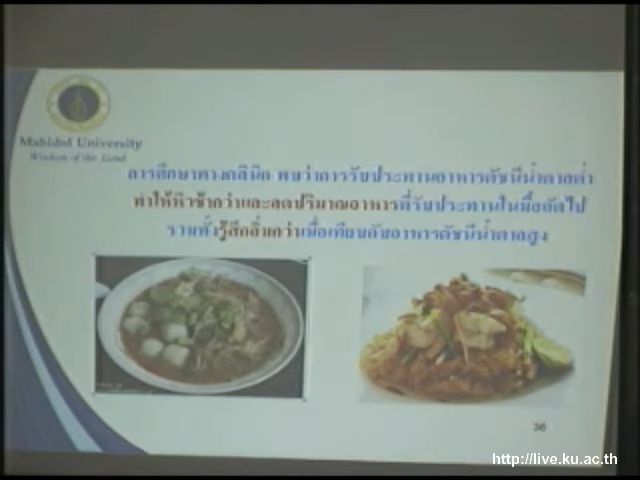 Mahidol University
Wisdom of the Land
การศึกษาทางคลินิก พบว่าการรับประทานอาหารดัชนีน้ำตาลต่ำ
ทำให้หิวช้ากว่าและลดปริมาณอาหารที่รับประทานในมื้อถัดไป
รวมทั้งรู้สึกอิ่มกว่าเมื่อเทียบกับอาหารดัชนีน้ำตาลสูง
36
http://live.ku.ac.th